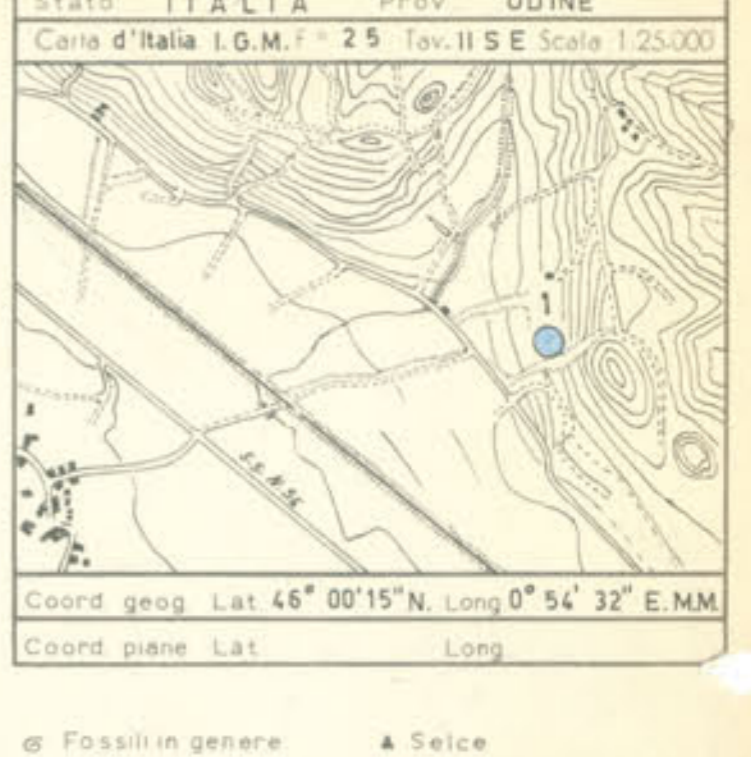 Stato ITALIA Prov. UDINE
Carta d'Italia I.G.M. F° 25 Tav. II SE Scala 1:25.000
S.S. N 56
Coord geog Lat 46° 00' 15" N. Long 0° 54' 32" E. M.M.
Coord piane Lat Long
Fossili in genere ▲ Selce